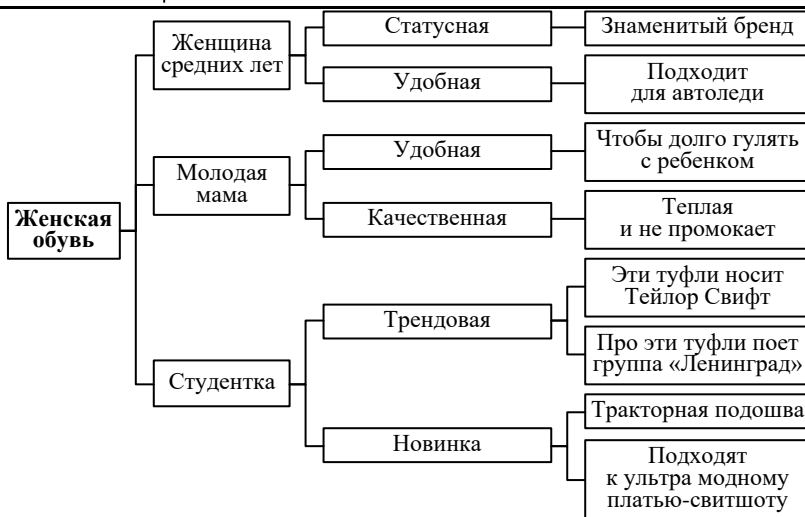 Женская
обувь
Женщина
средних лет
Статусная
Знаменитый бренд
Удобная
Подходит
для автоледи
Молодая
мама
Удобная
Чтобы долго гулять
с ребенком
Качественная
Теплая
и не промокает
Студентка
Трендовая
Эти туфли носит
Тейлор Свифт
Про эти туфли поет
группа «Ленинград»
Новинка
Тракторная подошва
Подходят
к ультра модному
платью-свитшоту